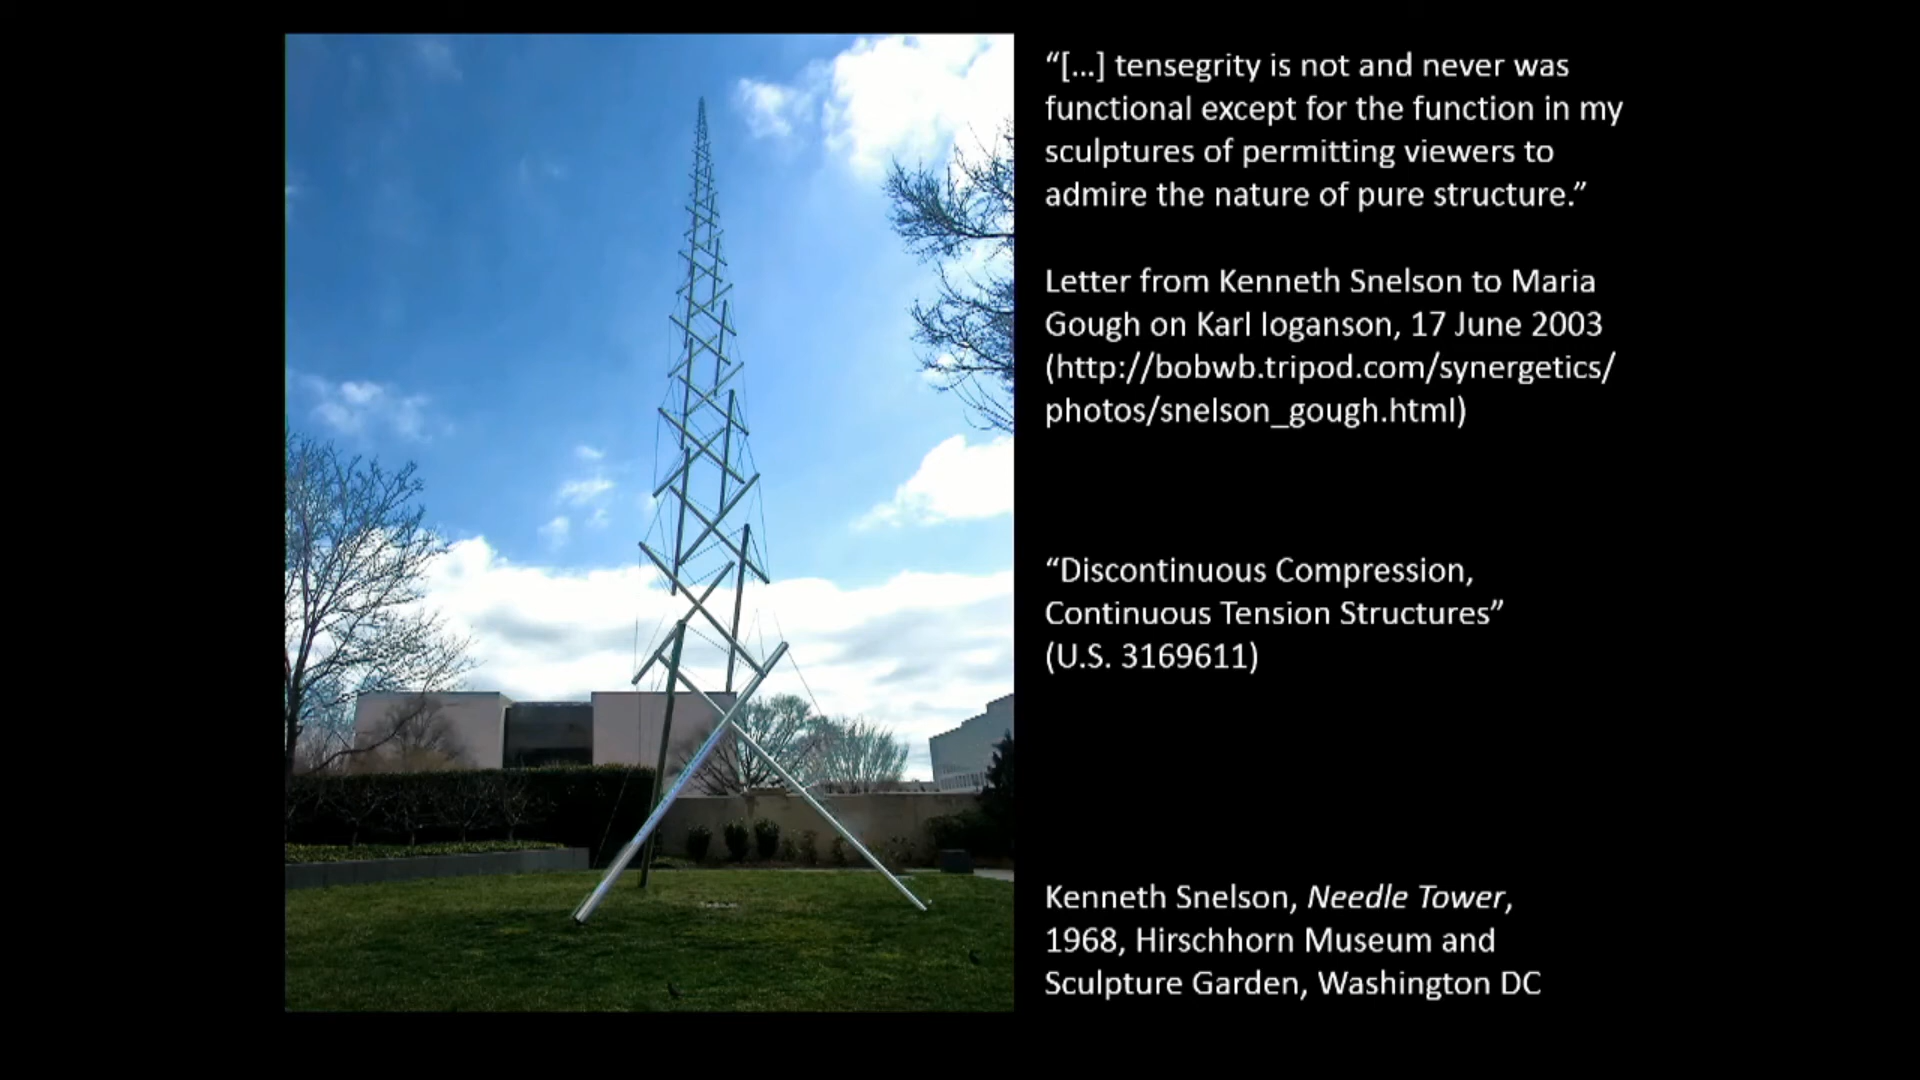 “[...] tensegrity is not and never was
functional except for the function in my
sculptures of permitting viewers to
admire the nature of pure structure.”
Letter from Kenneth Snelson to Maria
Gough on Karl Ioganson, 17 June 2003
(http://bobwb.tripod.com/synergetics/
photos/snelson_gough.html)
“Discontinuous Compression,
Continuous Tension Structures”
(U.S. 3169611)
Kenneth Snelson, Needle Tower,
1968, Hirschhorn Museum and
Sculpture Garden, Washington DC